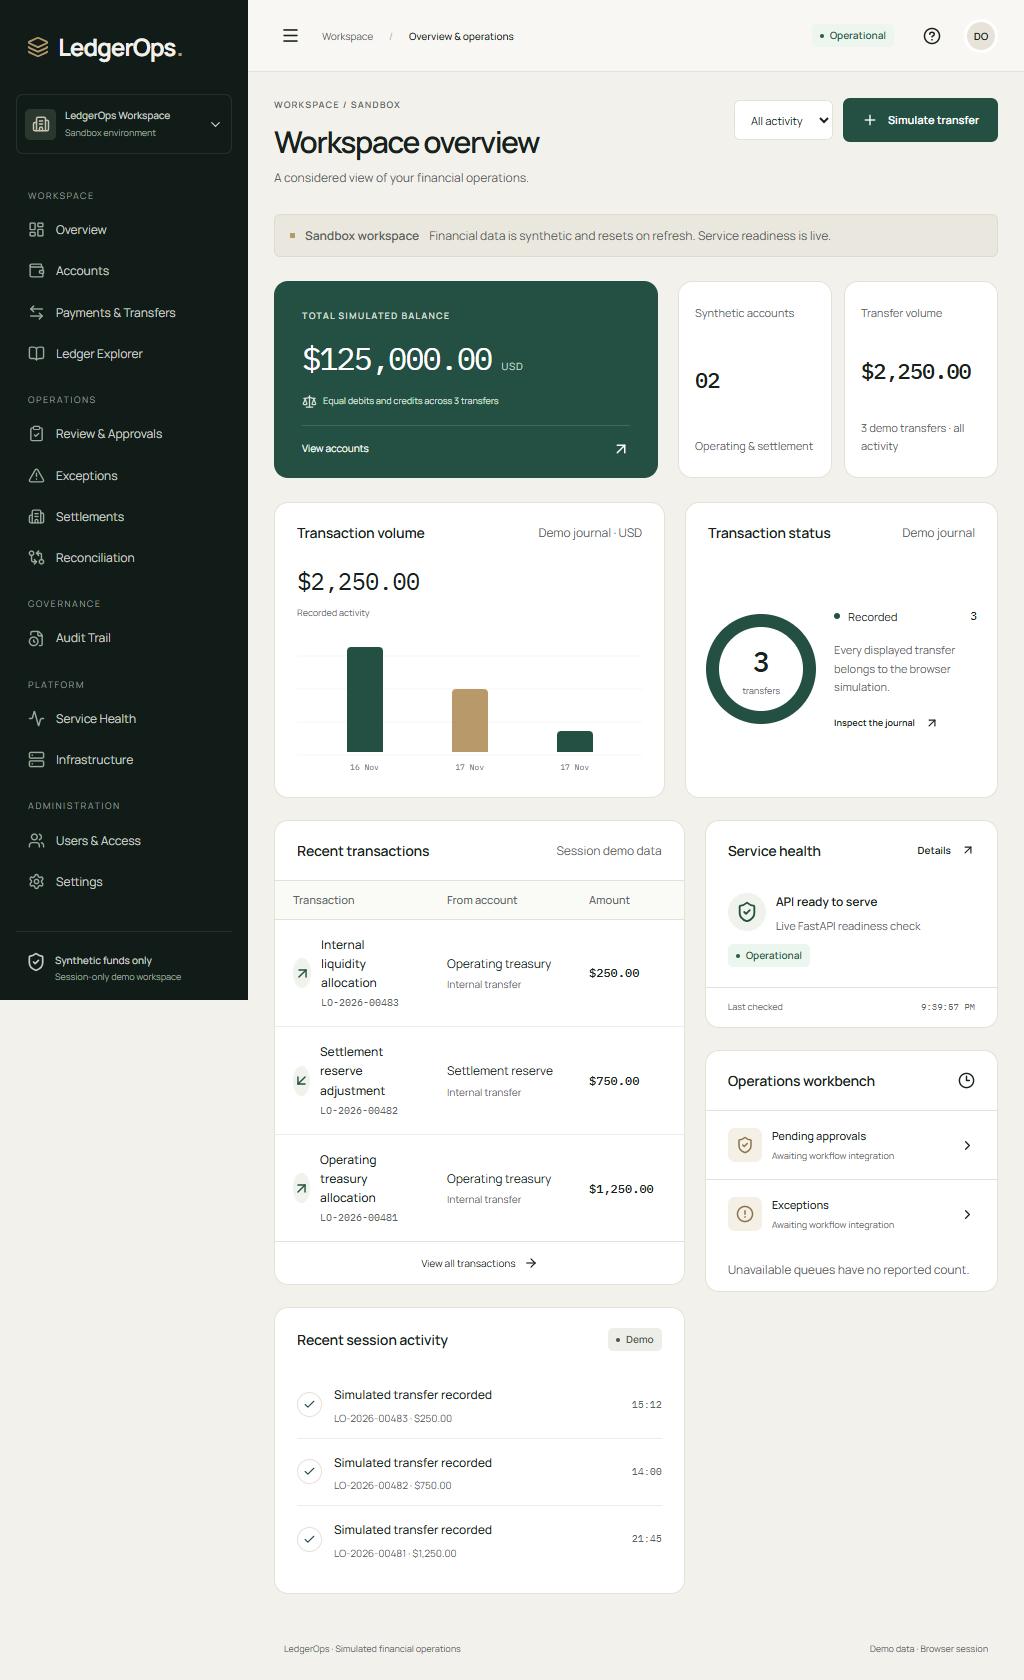 LedgerOps.
LedgerOps Workspace
Sandbox environment
WORKSPACE
Overview
Accounts
Payments & Transfers
Ledger Explorer
OPERATIONS
Review & Approvals
Exceptions
Settlements
Reconciliation
GOVERNANCE
Audit Trail
PLATFORM
Service Health
Infrastructure
ADMINISTRATION
Users & Access
Settings
Synthetic funds only
Session-only demo workspace
Workspace / Overview & operations
Operational
DO
WORKSPACE / SANDBOX
Workspace overview
A considered view of your financial operations.
All activity
Simulate transfer
Sandbox workspace Financial data is synthetic and resets on refresh. Service readiness is live.
TOTAL SIMULATED BALANCE
$125,000.00 USD
Equal debits and credits across 3 transfers
View accounts
Synthetic accounts
02
Operating & settlement
Transfer volume
$2,250.00
3 demo transfers · all
activity
Transaction volume
Demo journal · USD
$2,250.00
Recorded activity
16 Nov
17 Nov
17 Nov
Transaction status
Demo journal
3
transfers
Recorded 3
Every displayed transfer
belongs to the browser
simulation.
Inspect the journal
Recent transactions
Session demo data
Transaction From account Amount
Internal
liquidity
allocation
LO-2026-00483
Operating treasury
Internal transfer
$250.00
Settlement
reserve
adjustment
LO-2026-00482
Settlement reserve
Internal transfer
$750.00
Operating
treasury
allocation
LO-2026-00481
Operating treasury
Internal transfer
$1,250.00
View all transactions
Service health
Details
API ready to serve
Live FastAPI readiness check
Operational
Last checked 9:39:57 PM
Operations workbench
Pending approvals
Awaiting workflow integration
Exceptions
Awaiting workflow integration
Unavailable queues have no reported count.
Recent session activity
Demo
Simulated transfer recorded
LO-2026-00483 · $250.00
15:12
Simulated transfer recorded
LO-2026-00482 · $750.00
14:00
Simulated transfer recorded
LO-2026-00481 · $1,250.00
21:45
LedgerOps · Simulated financial operations
Demo data · Browser session